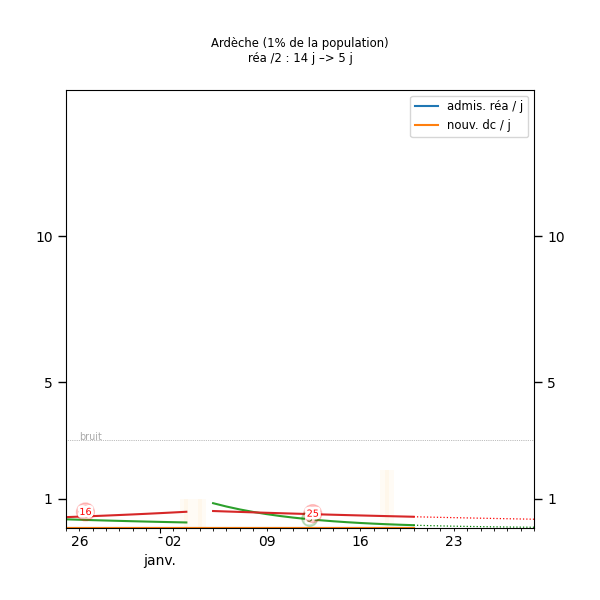 Ardèche (1% de la population)
réa /2 : 14 j –> 5 j
admis. réa / j
nouv. dc / j
10
10
5
5
bruit
1
1
16
25
26
02
09
16
23
janv.